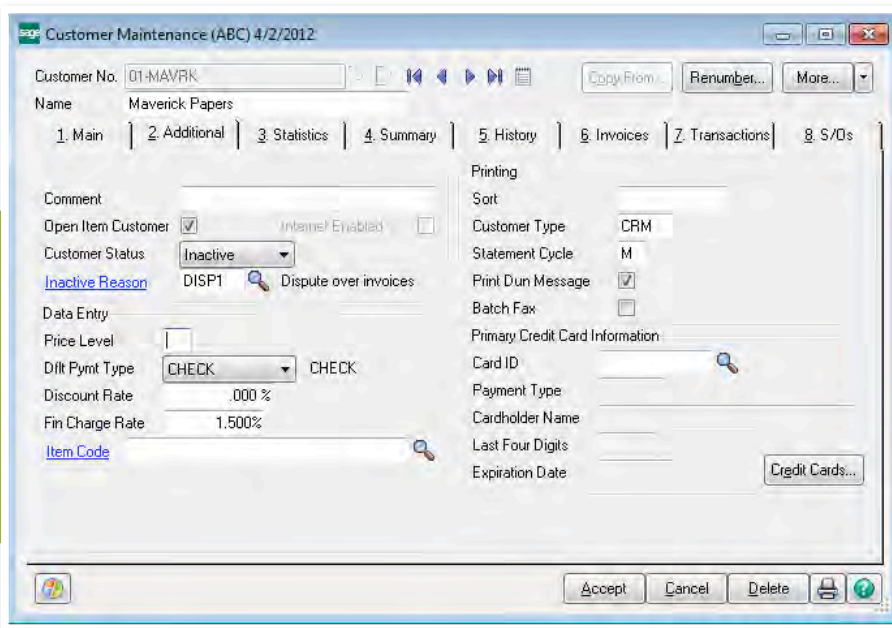 sage Customer Maintenance (ABC) 4/2/2012
Customer No. 01-MAVRK Copy From... Renumber... More...
Name Maverick Papers
1. Main 2. Additional 3. Statistics 4. Summary 5. History 6. Invoices 7. Transactions 8. S/Os
Comment
Open Item Customer Internet Enabled
Customer Status Inactive
Inactive Reason DISP1 Dispute over invoices
Data Entry
Price Level
Dflt Pymt Type CHECK CHECK
Discount Rate .000 %
Fin Charge Rate 1.500%
Item Code
Printing
Sort
Customer Type CRM
Statement Cycle M
Print Dun Message
Batch Fax
Primary Credit Card Information
Card ID
Payment Type
Cardholder Name
Last Four Digits
Expiration Date Credit Cards...
Accept Cancel Delete